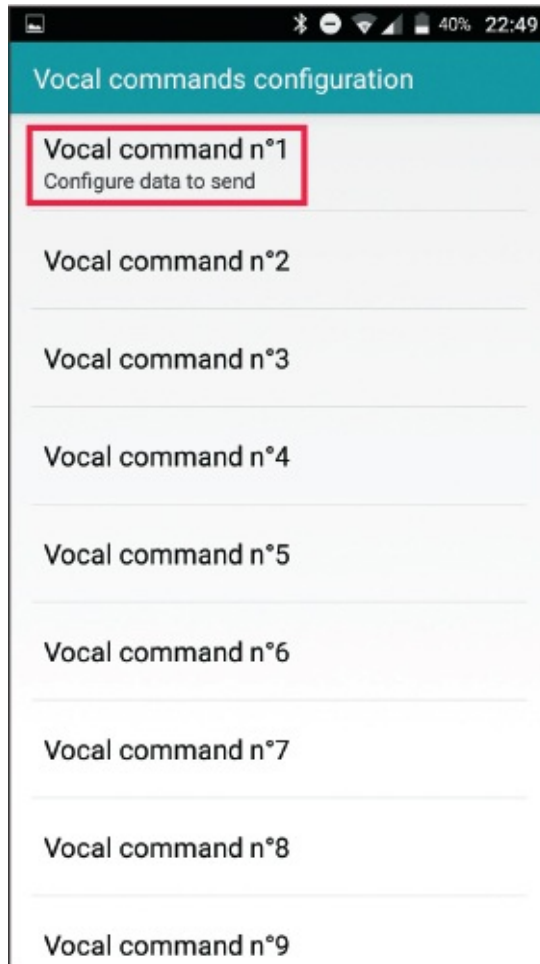 40% 22:49
Vocal commands configuration
Vocal command n°1
Configure data to send
Vocal command n°2
Vocal command n°3
Vocal command n°4
Vocal command n°5
Vocal command n°6
Vocal command n°7
Vocal command n°8
Vocal command n°9